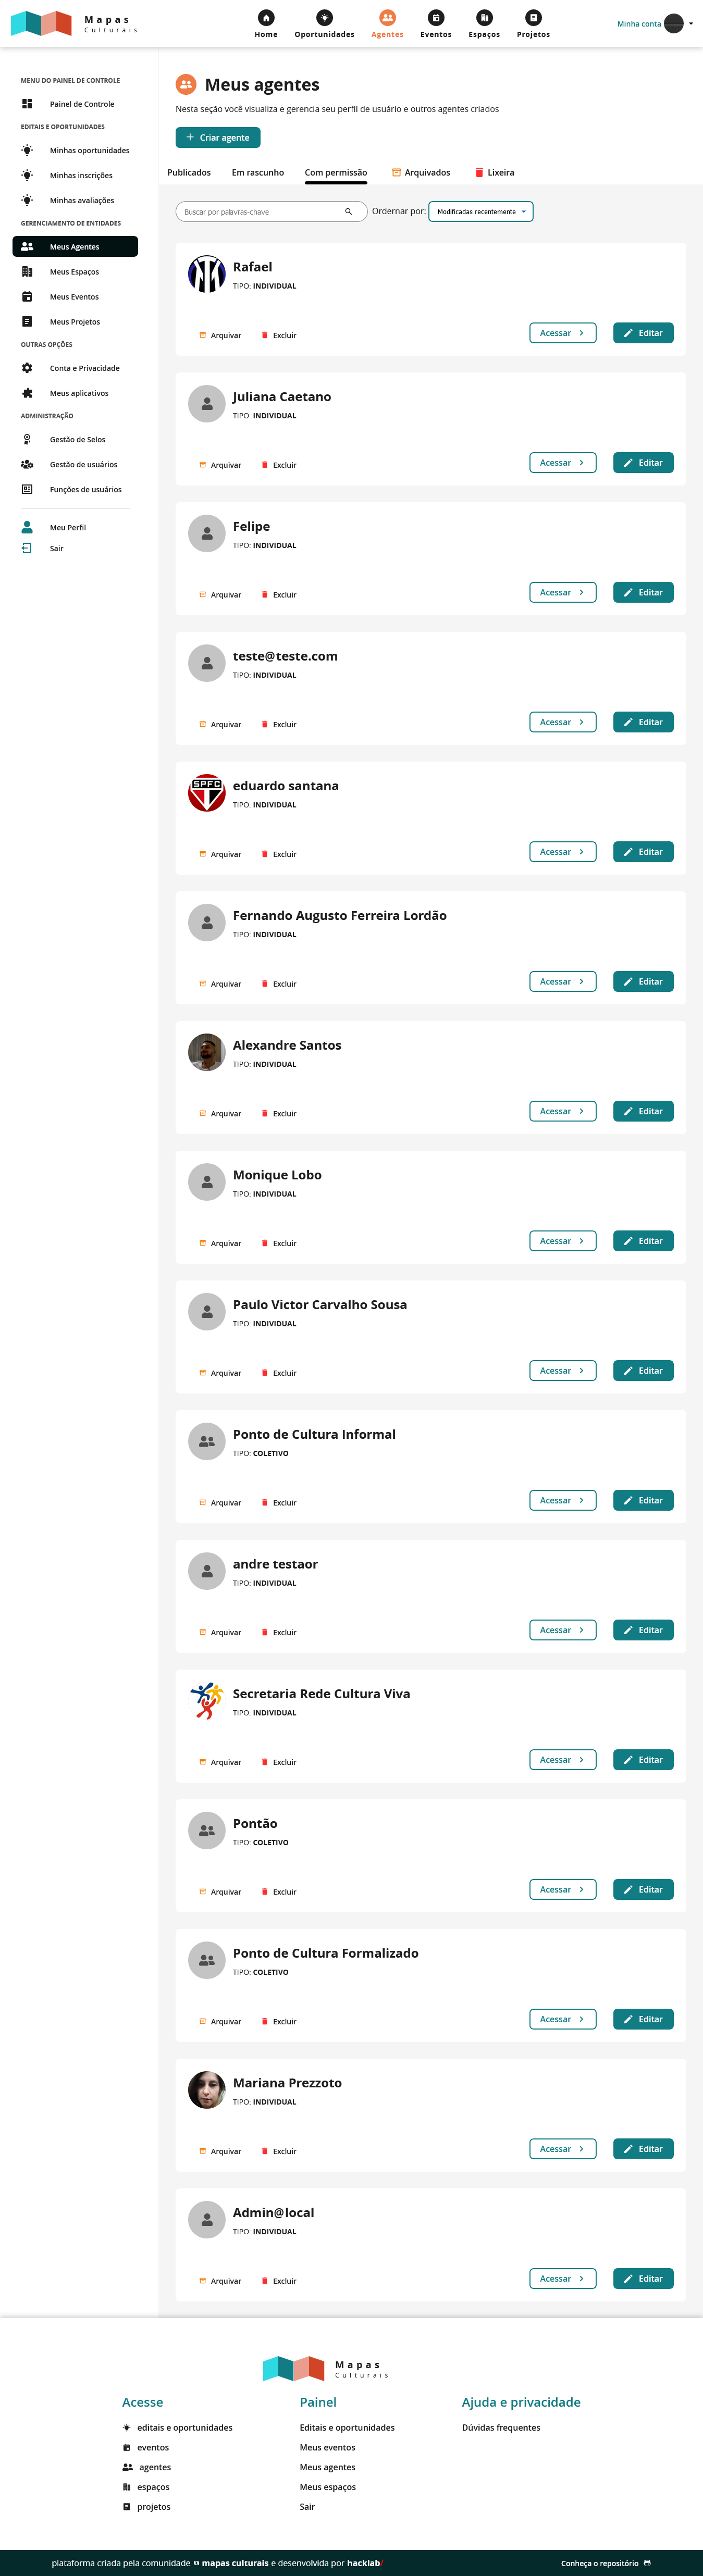 Mapas
Culturais
Home
Oportunidades
Agentes
Eventos
Espaços
Projetos
Minha conta
MENU DO PAINEL DE CONTROLE
Painel de Controle
EDITAIS E OPORTUNIDADES
Minhas oportunidades
Minhas inscrições
Minhas avaliações
GERENCIAMENTO DE ENTIDADES
Meus Agentes
Meus Espaços
Meus Eventos
Meus Projetos
OUTRAS OPÇÕES
Conta e Privacidade
Meus aplicativos
ADMINISTRAÇÃO
Gestão de Selos
Gestão de usuários
Funções de usuários
Meu Perfil
Sair
Meus agentes
Nesta seção você visualiza e gerencia seu perfil de usuário e outros agentes criados
Criar agente
Publicados
Em rascunho
Com permissão
Arquivados
Lixeira
Buscar por palavras-chave
Ordernar por:
Modificadas recentemente
Rafael
TIPO: INDIVIDUAL
Arquivar
Excluir
Acessar
Editar
Juliana Caetano
TIPO: INDIVIDUAL
Arquivar
Excluir
Acessar
Editar
Felipe
TIPO: INDIVIDUAL
Arquivar
Excluir
Acessar
Editar
teste@teste.com
TIPO: INDIVIDUAL
Arquivar
Excluir
Acessar
Editar
SPFC
eduardo santana
TIPO: INDIVIDUAL
Arquivar
Excluir
Acessar
Editar
Fernando Augusto Ferreira Lordão
TIPO: INDIVIDUAL
Arquivar
Excluir
Acessar
Editar
Alexandre Santos
TIPO: INDIVIDUAL
Arquivar
Excluir
Acessar
Editar
Monique Lobo
TIPO: INDIVIDUAL
Arquivar
Excluir
Acessar
Editar
Paulo Victor Carvalho Sousa
TIPO: INDIVIDUAL
Arquivar
Excluir
Acessar
Editar
Ponto de Cultura Informal
TIPO: COLETIVO
Arquivar
Excluir
Acessar
Editar
andre testaor
TIPO: INDIVIDUAL
Arquivar
Excluir
Acessar
Editar
Secretaria Rede Cultura Viva
TIPO: INDIVIDUAL
Arquivar
Excluir
Acessar
Editar
Pontão
TIPO: COLETIVO
Arquivar
Excluir
Acessar
Editar
Ponto de Cultura Formalizado
TIPO: COLETIVO
Arquivar
Excluir
Acessar
Editar
Mariana Prezzoto
TIPO: INDIVIDUAL
Arquivar
Excluir
Acessar
Editar
Admin@local
TIPO: INDIVIDUAL
Arquivar
Excluir
Acessar
Editar
Mapas
Culturais
Acesse
editais e oportunidades
eventos
agentes
espaços
projetos
Painel
Editais e oportunidades
Meus eventos
Meus agentes
Meus espaços
Sair
Ajuda e privacidade
Dúvidas frequentes
plataforma criada pela comunidade mapas culturais e desenvolvida por hacklab/
Conheça o repositório